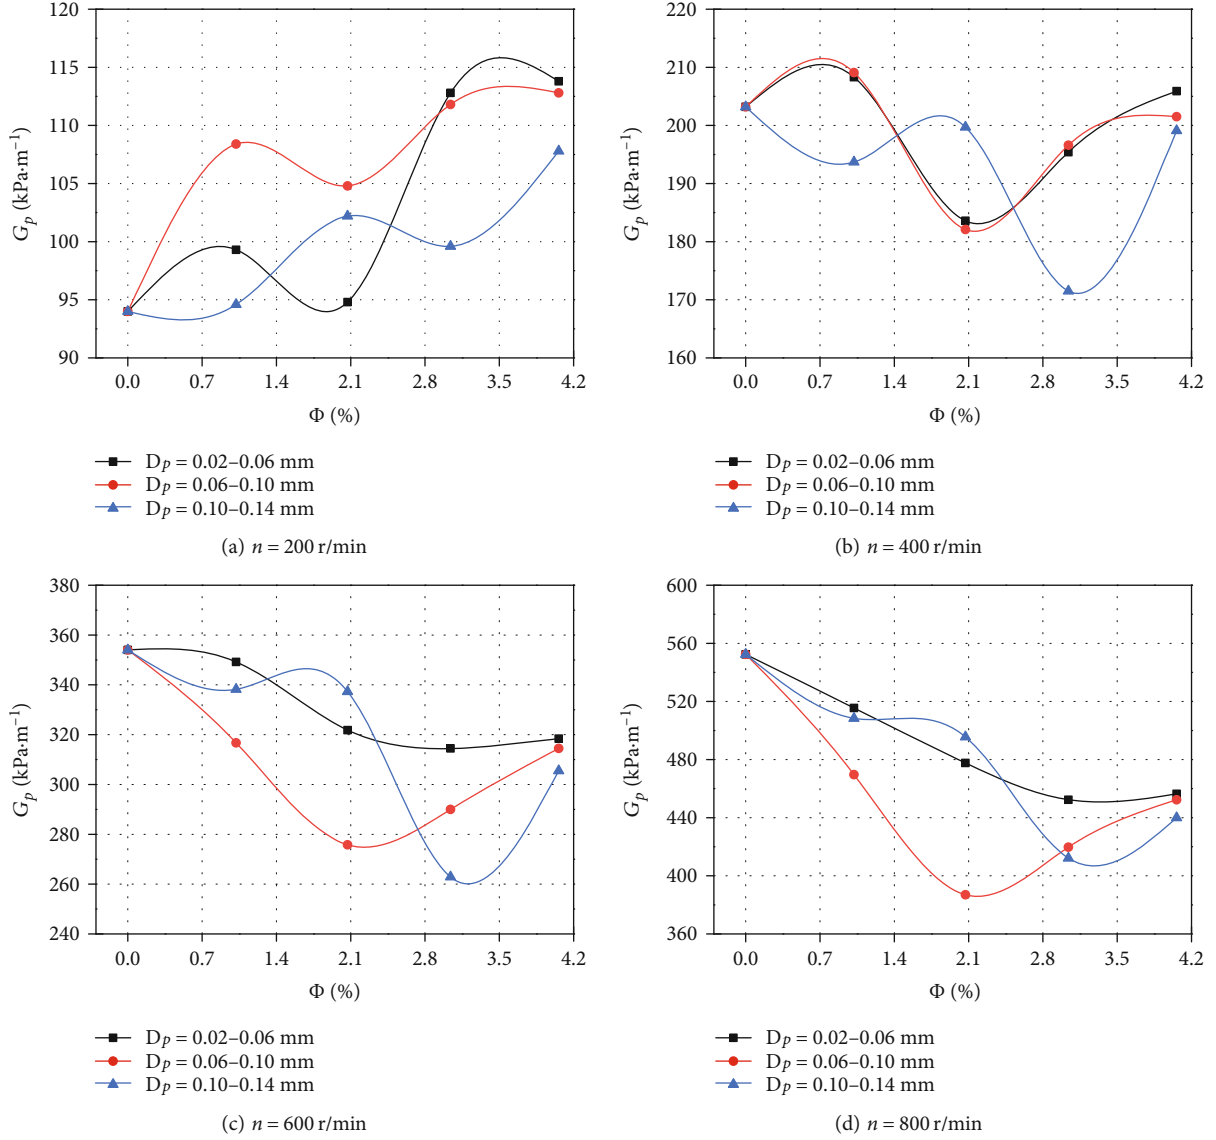 120
115
110
105
100
95
90
G_p (kPa·m⁻¹)
0.0 0.7 1.4 2.1 2.8 3.5 4.2
Φ (%)
D_P = 0.02–0.06 mm
D_P = 0.06–0.10 mm
D_P = 0.10–0.14 mm
(a) n = 200 r/min
220
210
200
190
180
170
160
G_p (kPa·m⁻¹)
0.0 0.7 1.4 2.1 2.8 3.5 4.2
Φ (%)
D_P = 0.02–0.06 mm
D_P = 0.06–0.10 mm
D_P = 0.10–0.14 mm
(b) n = 400 r/min
380
360
340
320
300
280
260
240
G_p (kPa·m⁻¹)
0.0 0.7 1.4 2.1 2.8 3.5 4.2
Φ (%)
D_P = 0.02–0.06 mm
D_P = 0.06–0.10 mm
D_P = 0.10–0.14 mm
(c) n = 600 r/min
600
560
520
480
440
400
360
G_p (kPa·m⁻¹)
0.0 0.7 1.4 2.1 2.8 3.5 4.2
Φ (%)
D_P = 0.02–0.06 mm
D_P = 0.06–0.10 mm
D_P = 0.10–0.14 mm
(d) n = 800 r/min